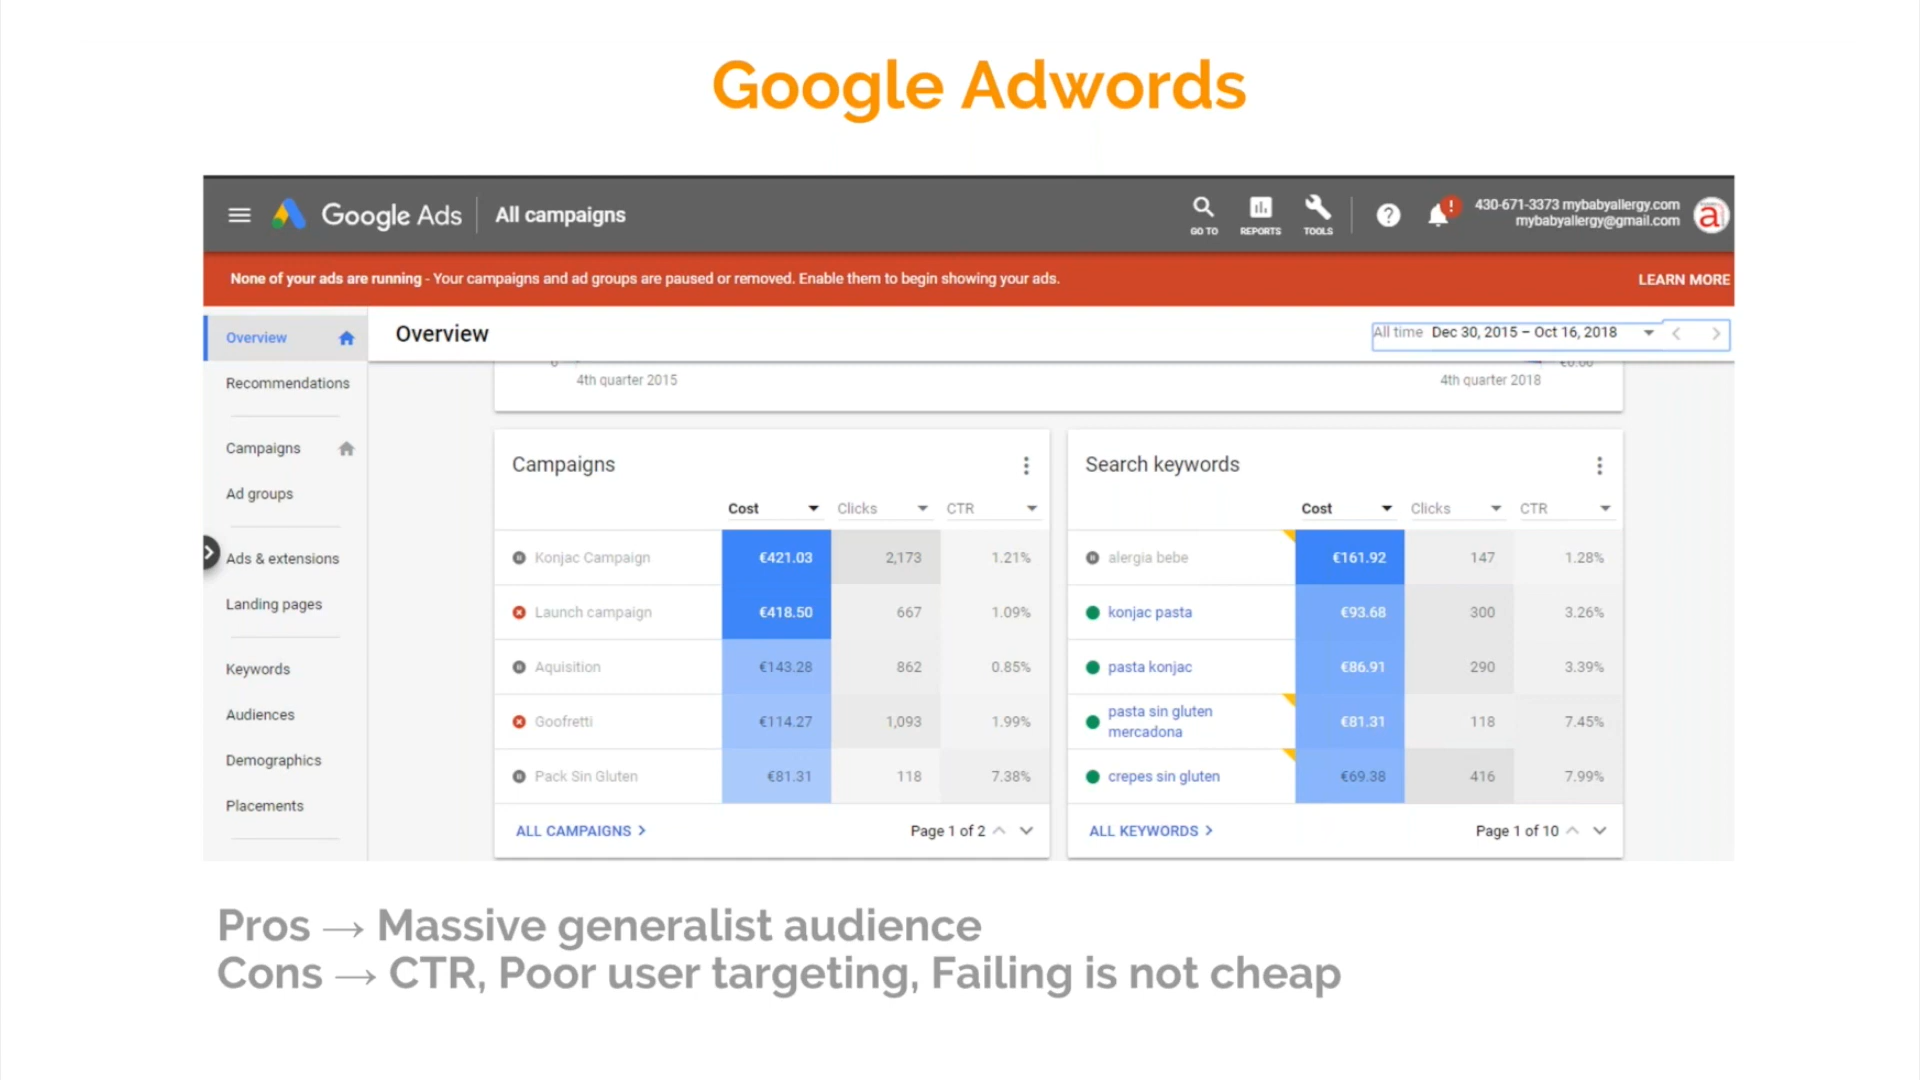 Google Adwords
Google Ads
All campaigns
GO TO
REPORTS
TOOLS
?
!
430-671-3373 mybabyallergy.com
mybabyallergy@gmail.com
a
None of your ads are running - Your campaigns and ad groups are paused or removed. Enable them to begin showing your ads.
LEARN MORE
Overview
Recommendations
Campaigns
Ad groups
Ads & extensions
Landing pages
Keywords
Audiences
Demographics
Placements
Overview
All time Dec 30, 2015 – Oct 16, 2018
0
€0.00
4th quarter 2015
4th quarter 2018
Campaigns
Cost Clicks CTR
Konjac Campaign €421.03 2,173 1.21%
Launch campaign €418.50 667 1.09%
Aquisition €143.28 862 0.85%
Goofretti €114.27 1,093 1.99%
Pack Sin Gluten €81.31 118 7.38%
ALL CAMPAIGNS
Page 1 of 2
Search keywords
Cost Clicks CTR
alergia bebe €161.92 147 1.28%
konjac pasta €93.68 300 3.26%
pasta konjac €86.91 290 3.39%
pasta sin gluten
mercadona €81.31 118 7.45%
crepes sin gluten €69.38 416 7.99%
ALL KEYWORDS
Page 1 of 10
Pros → Massive generalist audience
Cons → CTR, Poor user targeting, Failing is not cheap